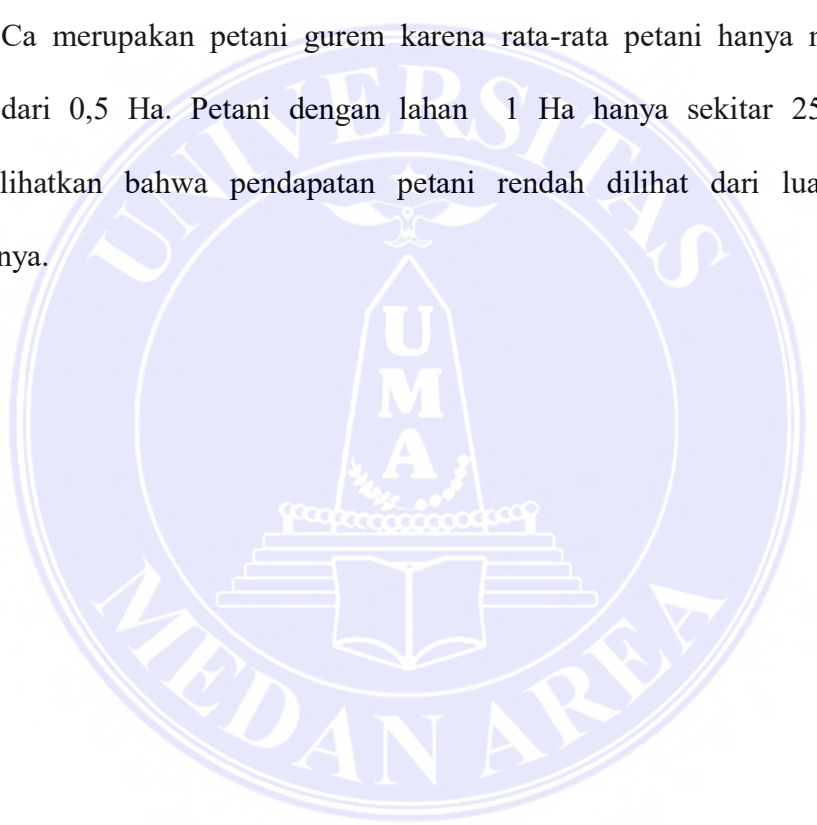 Ca merupakan petani gurem karena rata-rata petani hanya
dari 0,5 Ha. Petani dengan lahan 1 Ha hanya sekitar 25
lihatkan bahwa pendapatan petani rendah dilihat dari
nya.
UNIVERSITAS
UMA
MEDAN AREA